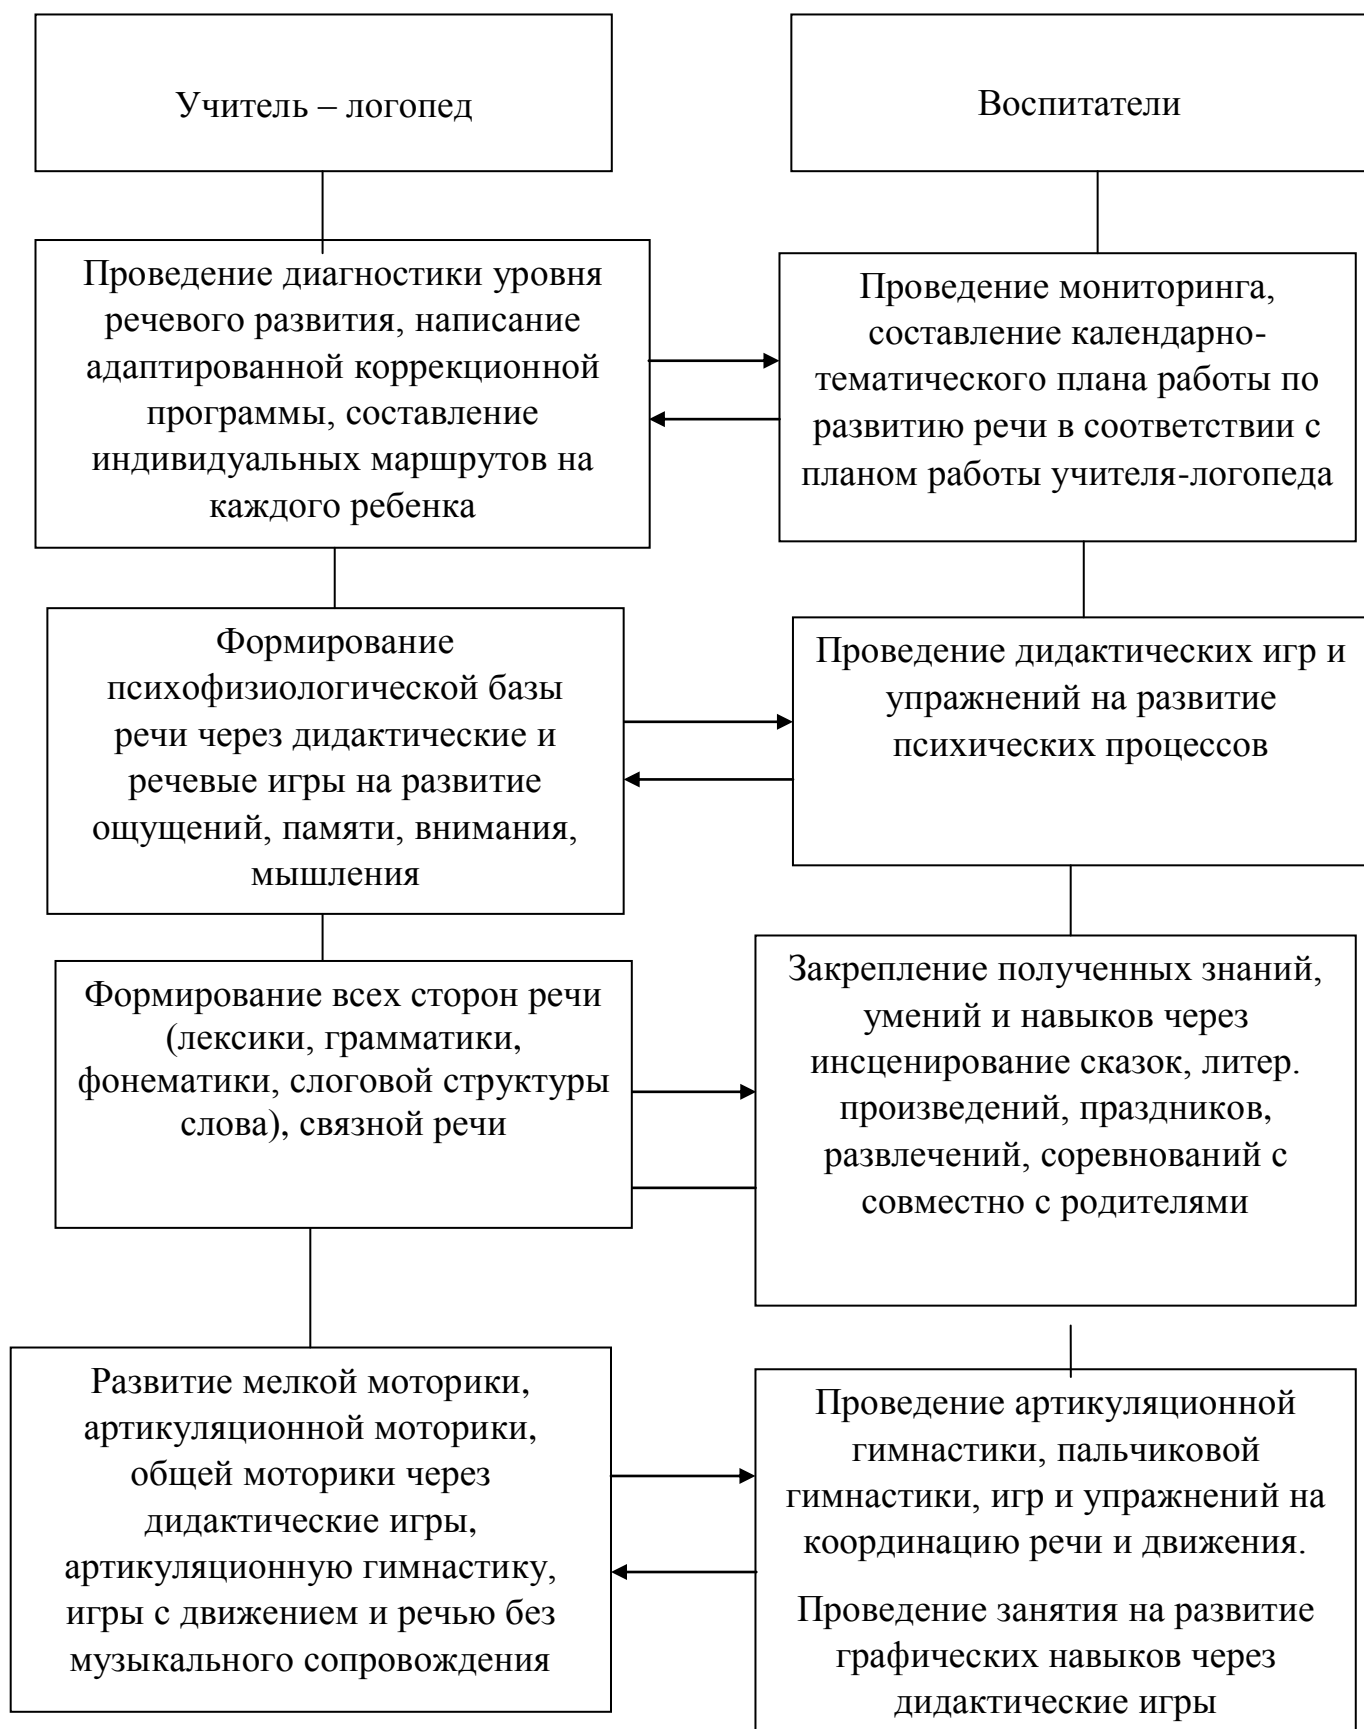 Учитель – логопед
Воспитатели
Проведение диагностики уровня
речевого развития, написание
адаптированной коррекционной
программы, составление
индивидуальных маршрутов на
каждого ребенка
Проведение мониторинга,
составление календарно-
тематического плана работы по
развитию речи в соответствии с
планом работы учителя-логопеда
Формирование
психофизиологической базы
речи через дидактические и
речевые игры на развитие
ощущений, памяти, внимания,
мышления
Проведение дидактических игр и
упражнений на развитие
психических процессов
Формирование всех сторон речи
(лексики, грамматики,
фонематики, слоговой структуры
слова), связной речи
Закрепление полученных знаний,
умений и навыков через
инсценирование сказок, литер.
произведений, праздников,
развлечений, соревнований с
совместно с родителями
Развитие мелкой моторики,
артикуляционной моторики,
общей моторики через
дидактические игры,
артикуляционную гимнастику,
игры с движением и речью без
музыкального сопровождения
Проведение артикуляционной
гимнастики, пальчиковой
гимнастики, игр и упражнений на
координацию речи и движения.
Проведение занятия на развитие
графических навыков через
дидактические игры